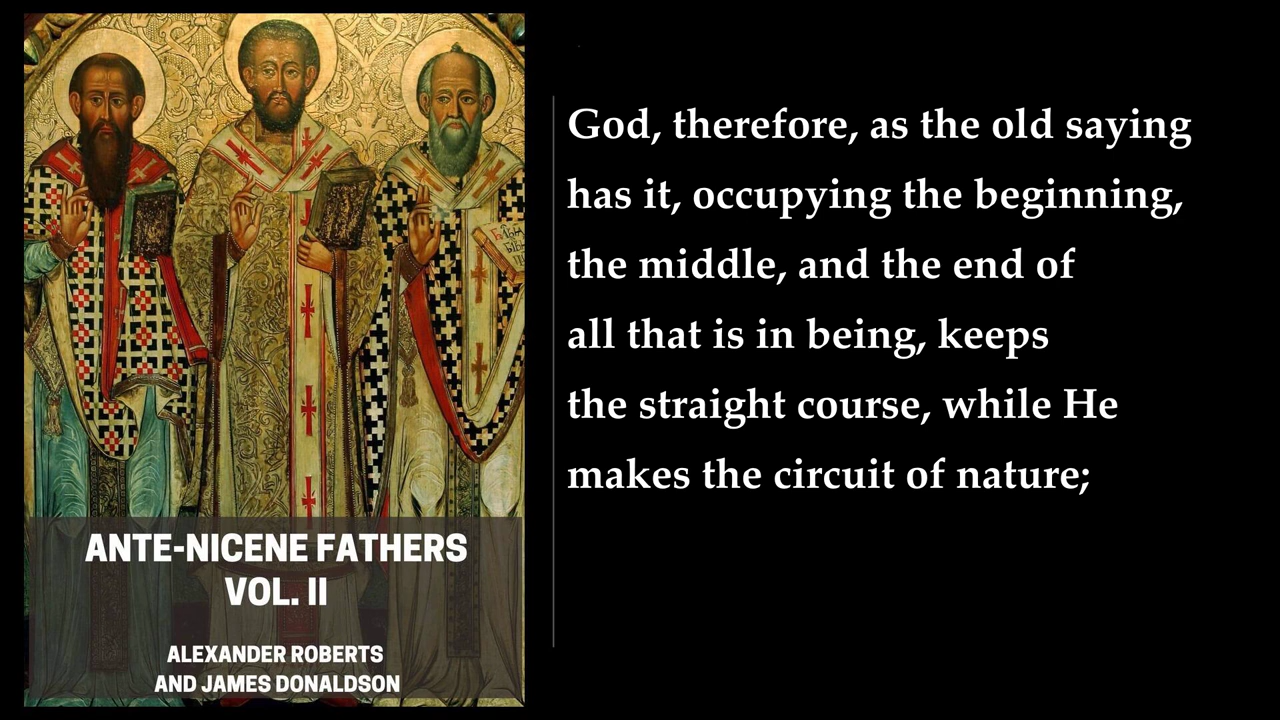 God, therefore, as the old saying
has it, occupying the beginning,
the middle, and the end of
all that is in being, keeps
the straight course, while He
makes the circuit of nature;
ANTE-NICENE FATHERS
VOL. II
ALEXANDER ROBERTS
AND JAMES DONALDSON